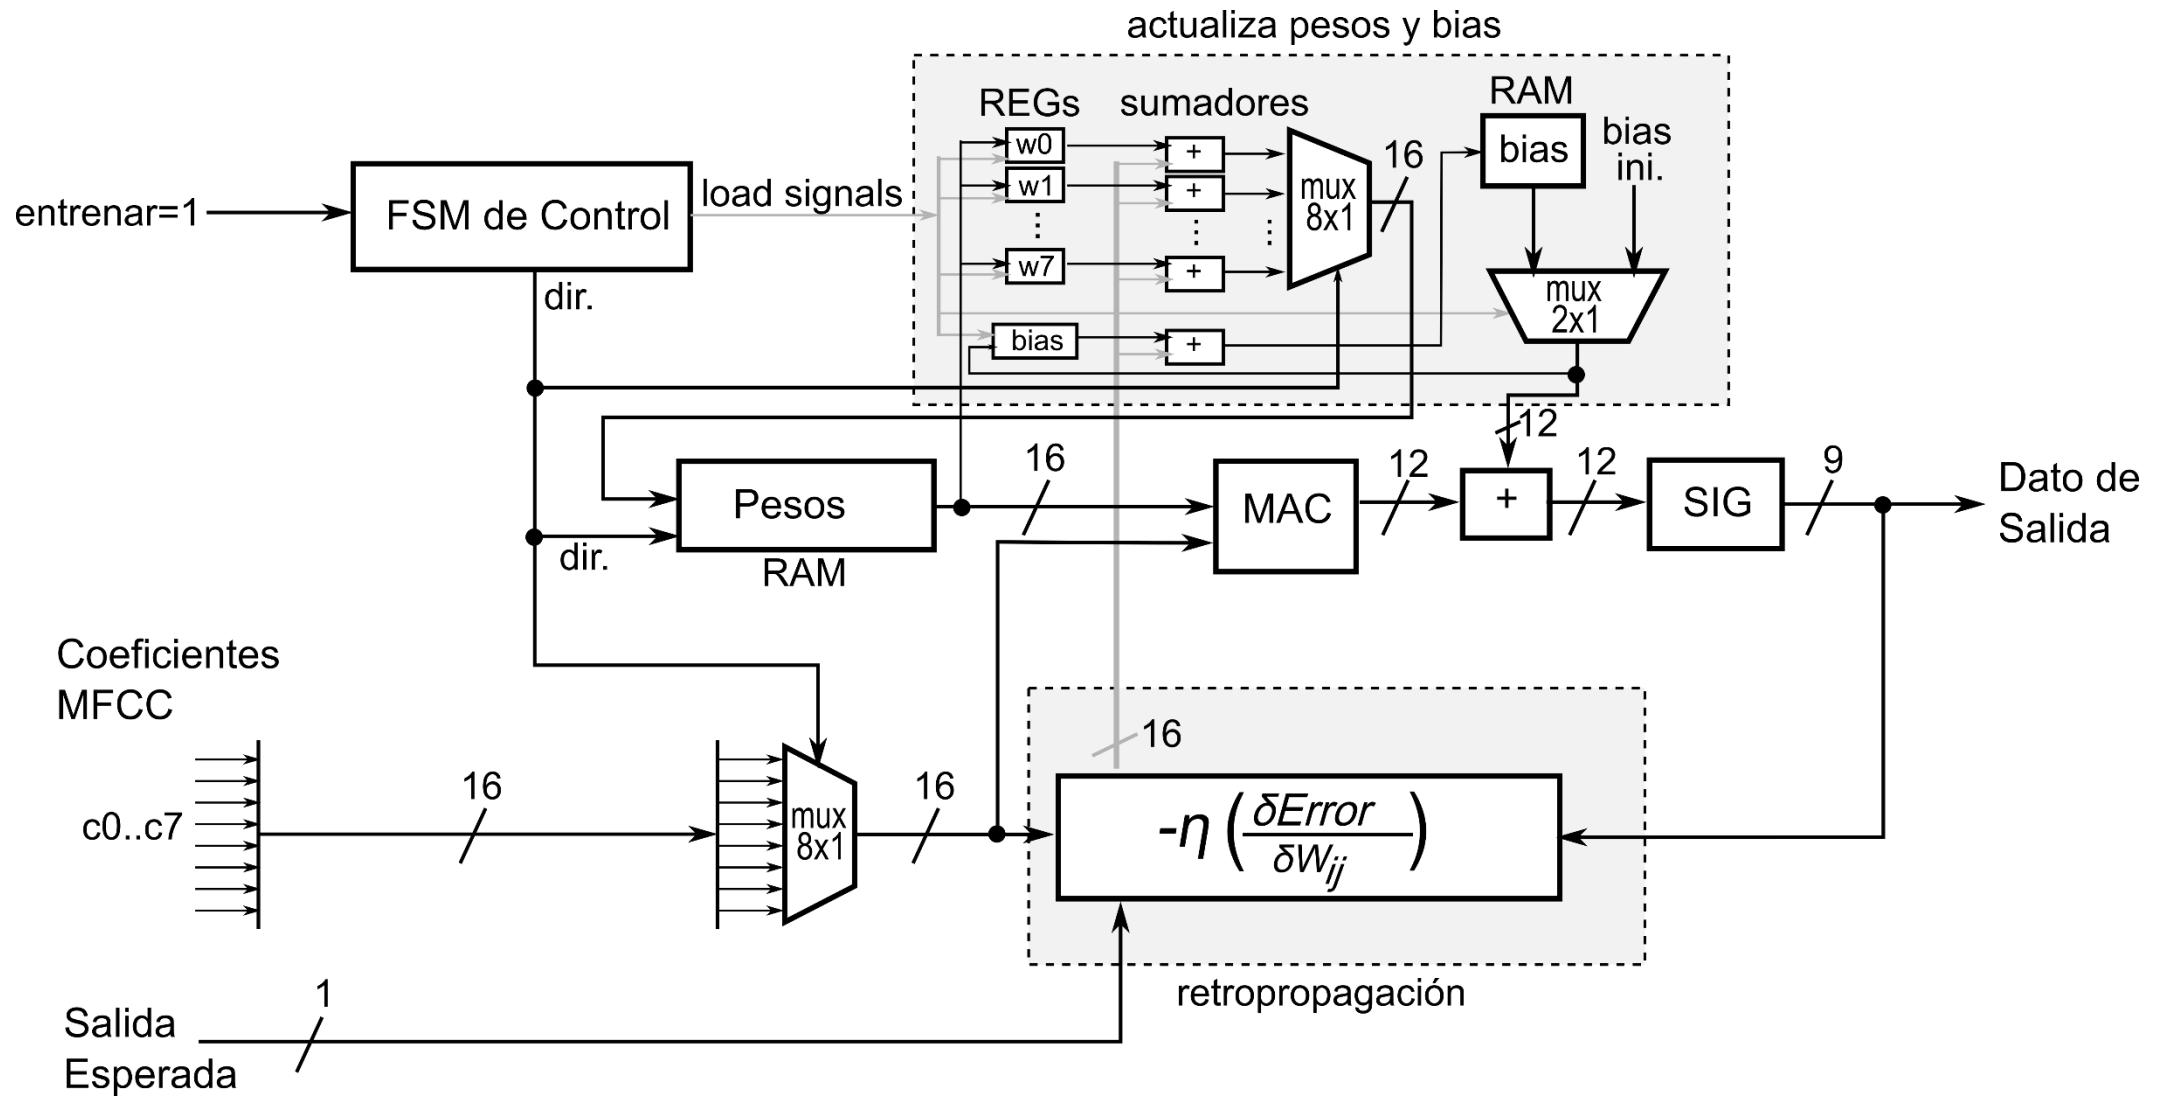 actualiza pesos y bias
REGs
sumadores
RAM
w0
+
mux
8x1
16
bias
bias
ini.
w1
+
w7
+
mux
2x1
bias
+
entrenar=1
FSM de Control
load signals
dir.
12
Pesos
RAM
dir.
16
MAC
12
+
12
SIG
9
Dato de
Salida
Coeficientes
MFCC
c0..c7
16
mux
8x1
16
16
-η (δError/δWij)
retropropagación
Salida
Esperada
1